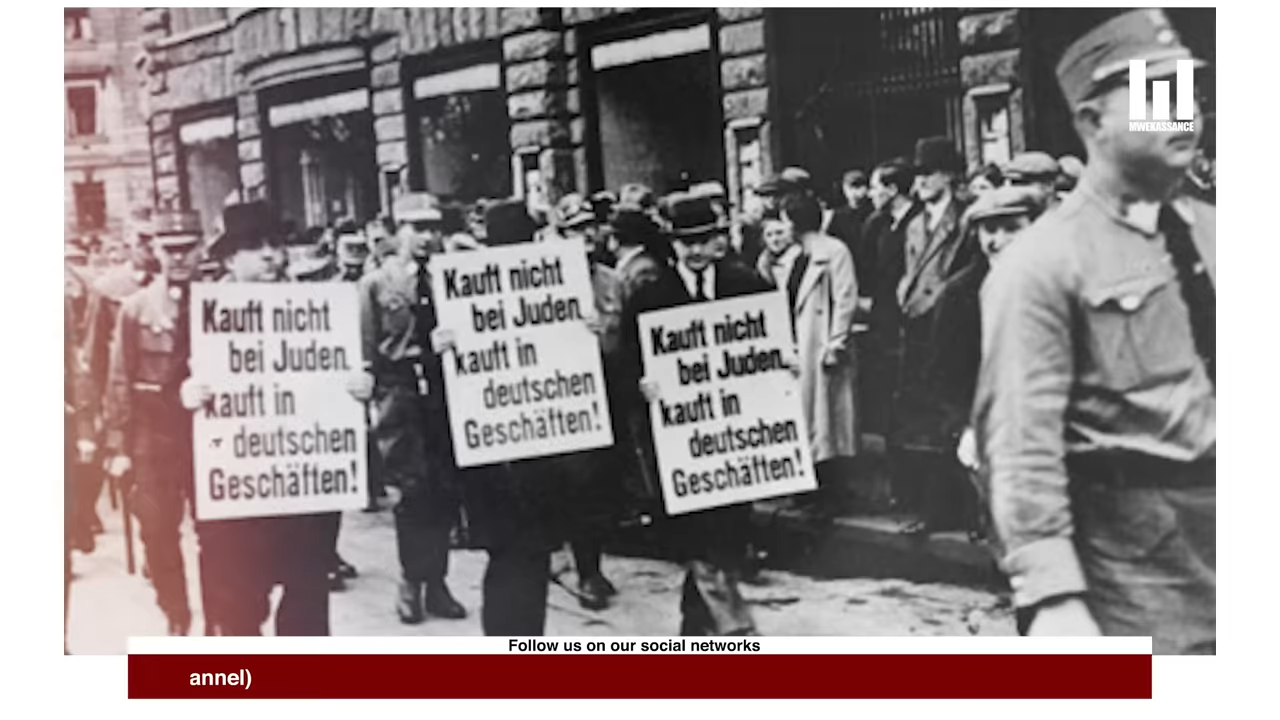 MWEKASSANCE
Kauft nicht
bei Juden.
kauft in
deutschen
Geschäften!
Kauft nicht
bei Juden.
kauft in
deutschen
Geschäften!
Kauft nicht
bei Juden.
kauft in
deutschen
Geschäften!
Follow us on our social networks
annel)